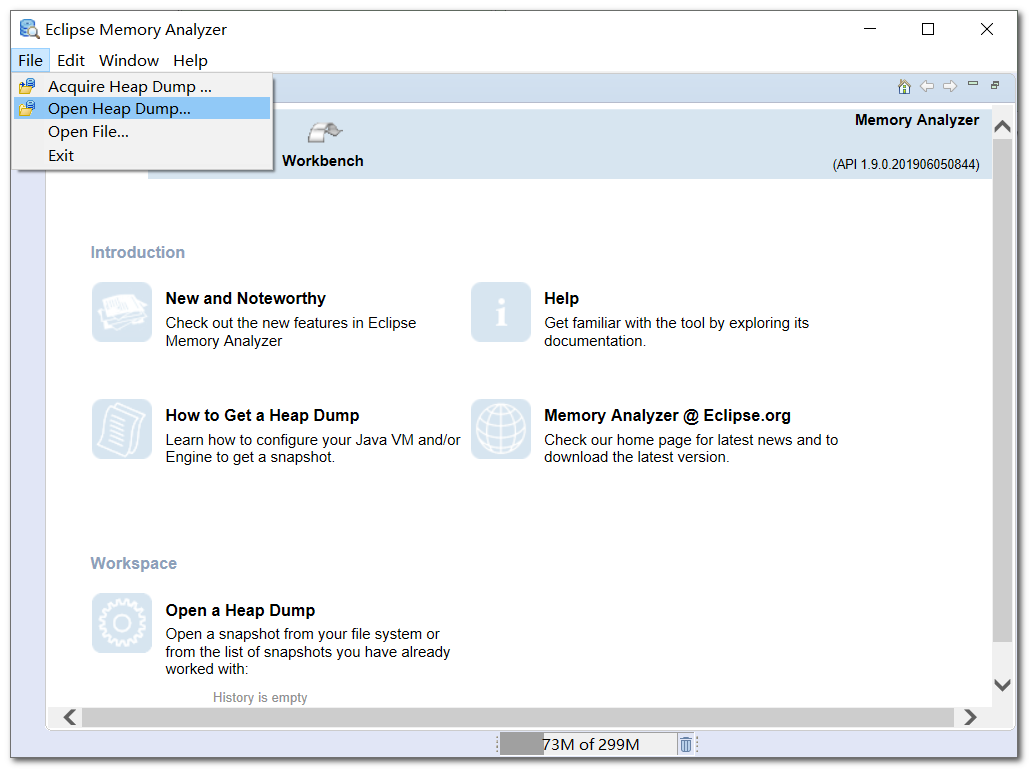 Eclipse Memory Analyzer
File Edit Window Help
Acquire Heap Dump ...
Open Heap Dump...
Open File...
Exit
Workbench
Memory Analyzer
(API 1.9.0.201906050844)
Introduction
New and Noteworthy
Check out the new features in Eclipse
Memory Analyzer
Help
Get familiar with the tool by exploring its
documentation.
How to Get a Heap Dump
Learn how to configure your Java VM and/or
Engine to get a snapshot.
Memory Analyzer @ Eclipse.org
Check our home page for latest news and to
download the latest version.
Workspace
Open a Heap Dump
Open a snapshot from your file system or
from the list of snapshots you have already
worked with:
History is empty
73M of 299M